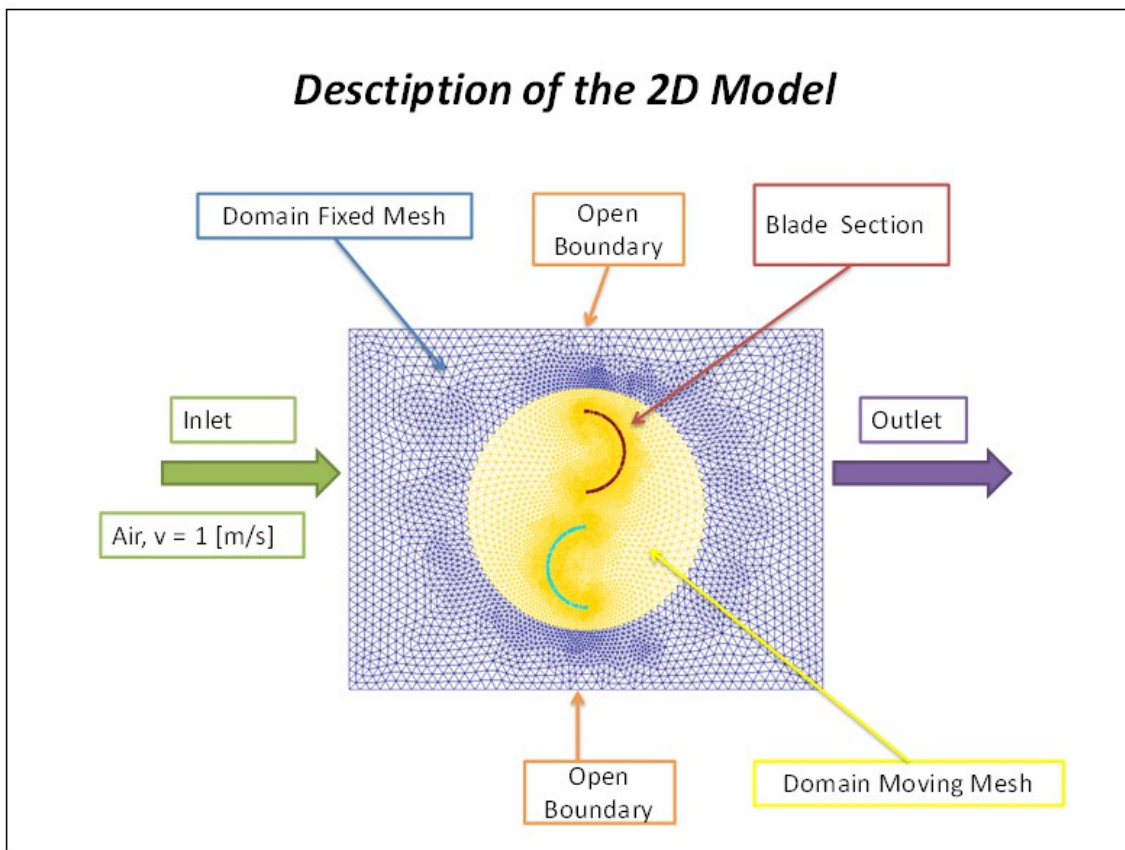 Desctiption of the 2D Model
Domain Fixed Mesh
Open
Boundary
Blade Section
Inlet
Outlet
Air, v = 1 [m/s]
Open
Boundary
Domain Moving Mesh